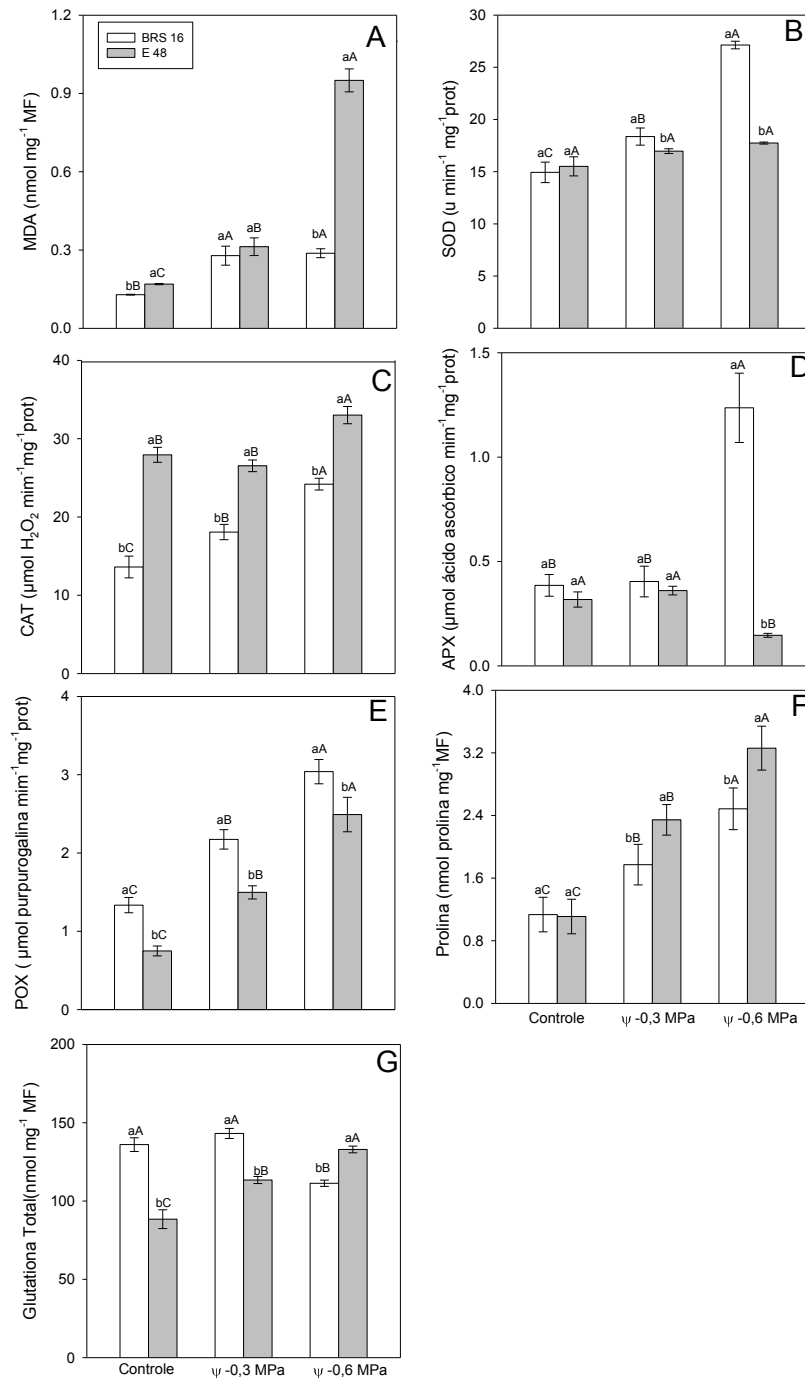 A
BRS 16
E 48
MDA (nmol mg⁻¹ MF)
1.2
0.9
0.6
0.3
0.0
bB
aC
aA
aB
bA
aA
B
SOD (u mim⁻¹ mg⁻¹prot)
30
25
20
15
10
5
0
aC
aA
aB
bA
aA
bA
C
CAT (µmol H₂O₂ mim⁻¹mg⁻¹prot)
40
30
20
10
0
bC
aB
bB
aB
bA
aA
D
APX (µmol ácido ascórbico mim⁻¹mg⁻¹prot)
1.5
1.0
0.5
0.0
aB
aA
aB
aA
aA
bB
E
POX ( µmol purpurogalina mim⁻¹mg⁻¹prot)
4
3
2
1
0
aC
bC
aB
bB
aA
bA
F
Prolina (nmol prolina mg⁻¹MF)
4.0
3.2
2.4
1.6
0.8
0.0
aC
aC
bB
aB
bA
aA
Controle
ψ -0,3 MPa
ψ -0,6 MPa
G
Glutationa Total(nmol mg⁻¹ MF)
200
150
100
50
0
aA
bC
aA
bB
bB
aA
Controle
ψ -0,3 MPa
ψ -0,6 MPa